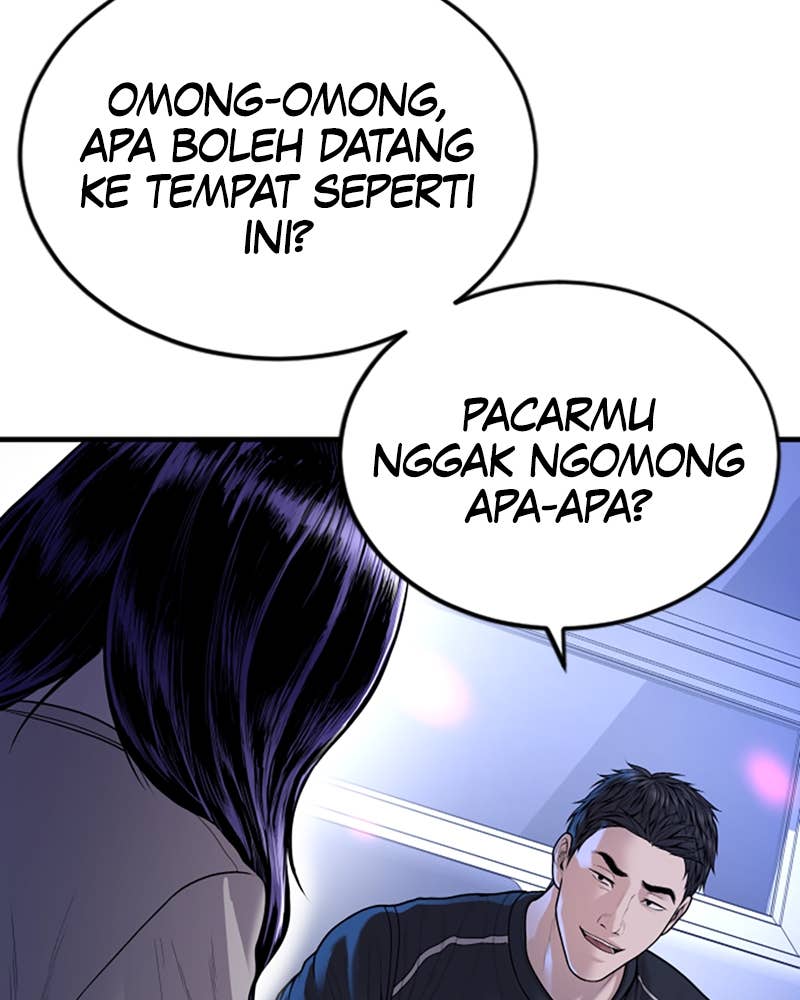 OMONG-OMONG,
APA BOLEH DATANG
KE TEMPAT SEPERTI
INI?
PACARMU
NGGAK NGOMONG
APA-APA?